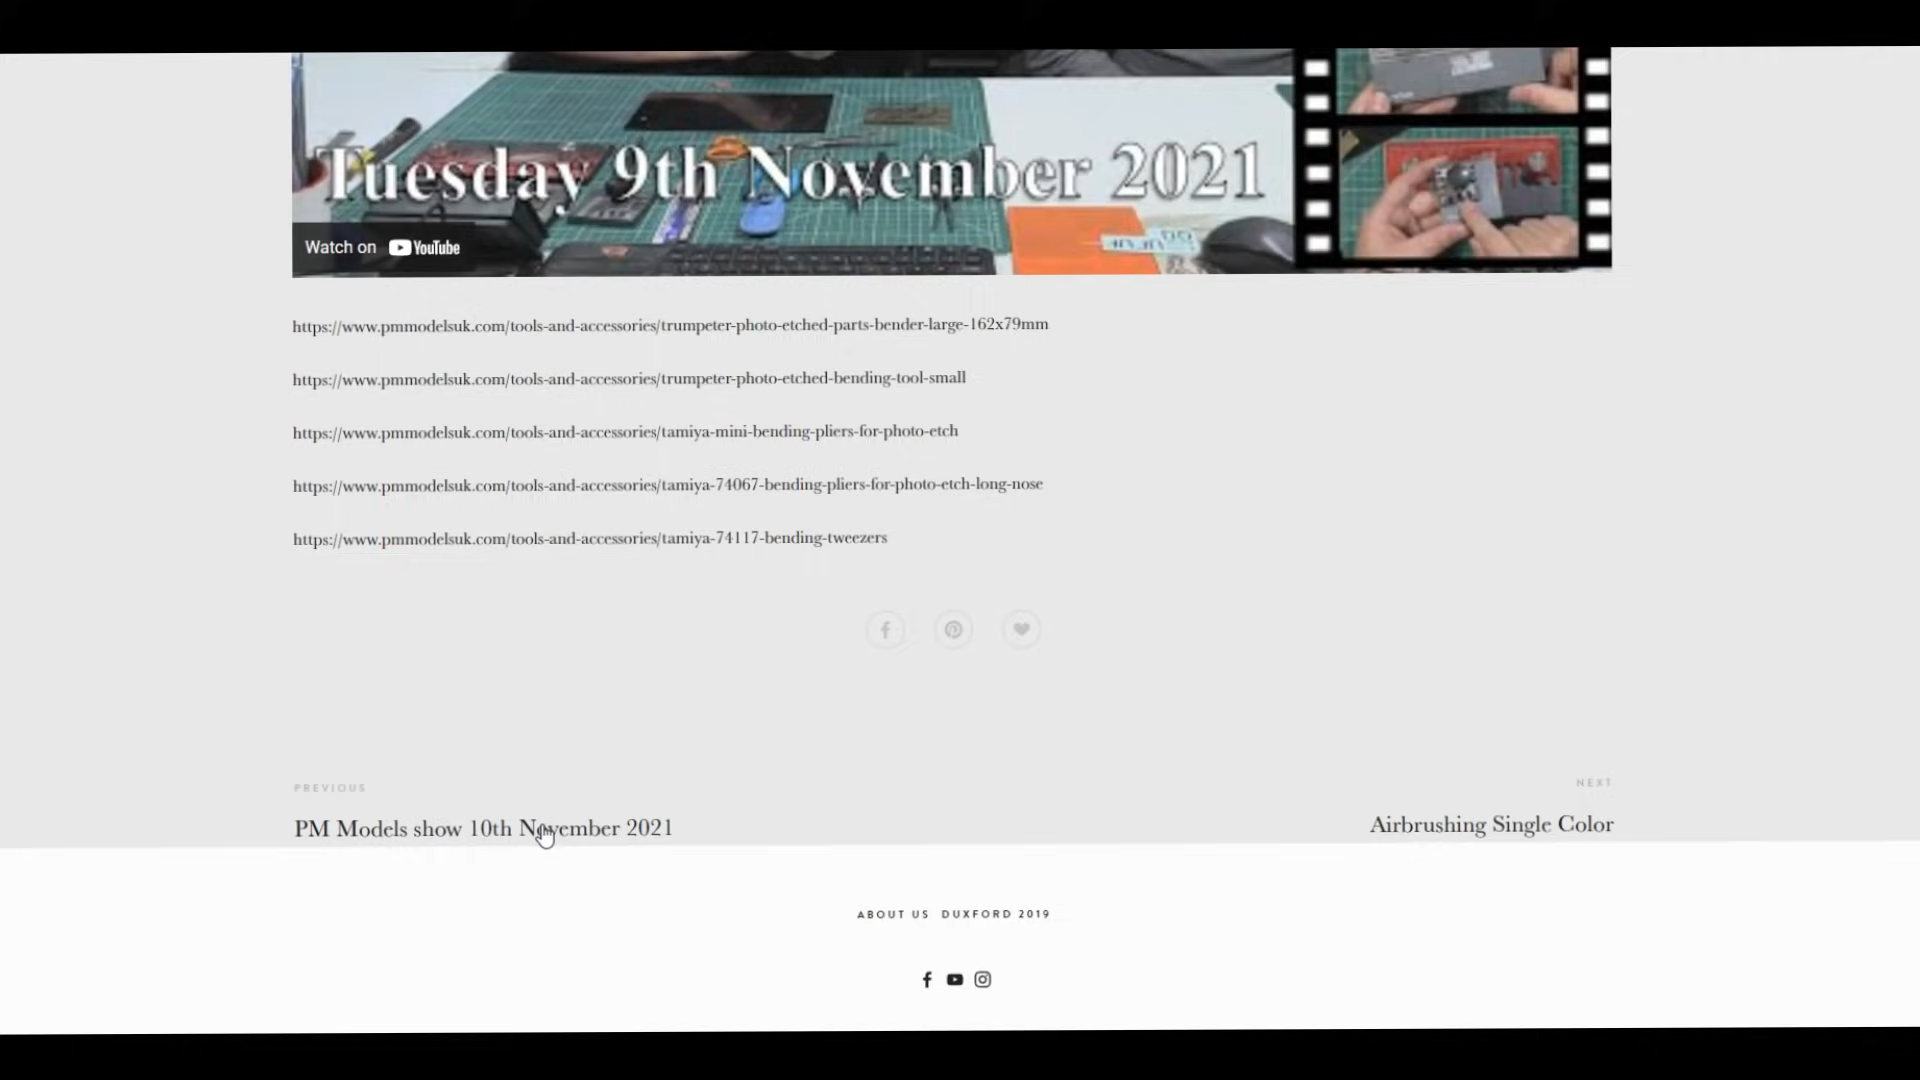 Tuesday 9th November 2021
Watch on YouTube
https://www.pmmodelsuk.com/tools-and-accessories/trumpeter-photo-etched-parts-bender-large-162x79mm
https://www.pmmodelsuk.com/tools-and-accessories/trumpeter-photo-etched-bending-tool-small
https://www.pmmodelsuk.com/tools-and-accessories/tamiya-mini-bending-pliers-for-photo-etch
https://www.pmmodelsuk.com/tools-and-accessories/tamiya-74067-bending-pliers-for-photo-etch-long-nose
https://www.pmmodelsuk.com/tools-and-accessories/tamiya-74117-bending-tweezers
PREVIOUS
NEXT
PM Models show 10th November 2021
Airbrushing Single Color
ABOUT US DUXFORD 2019